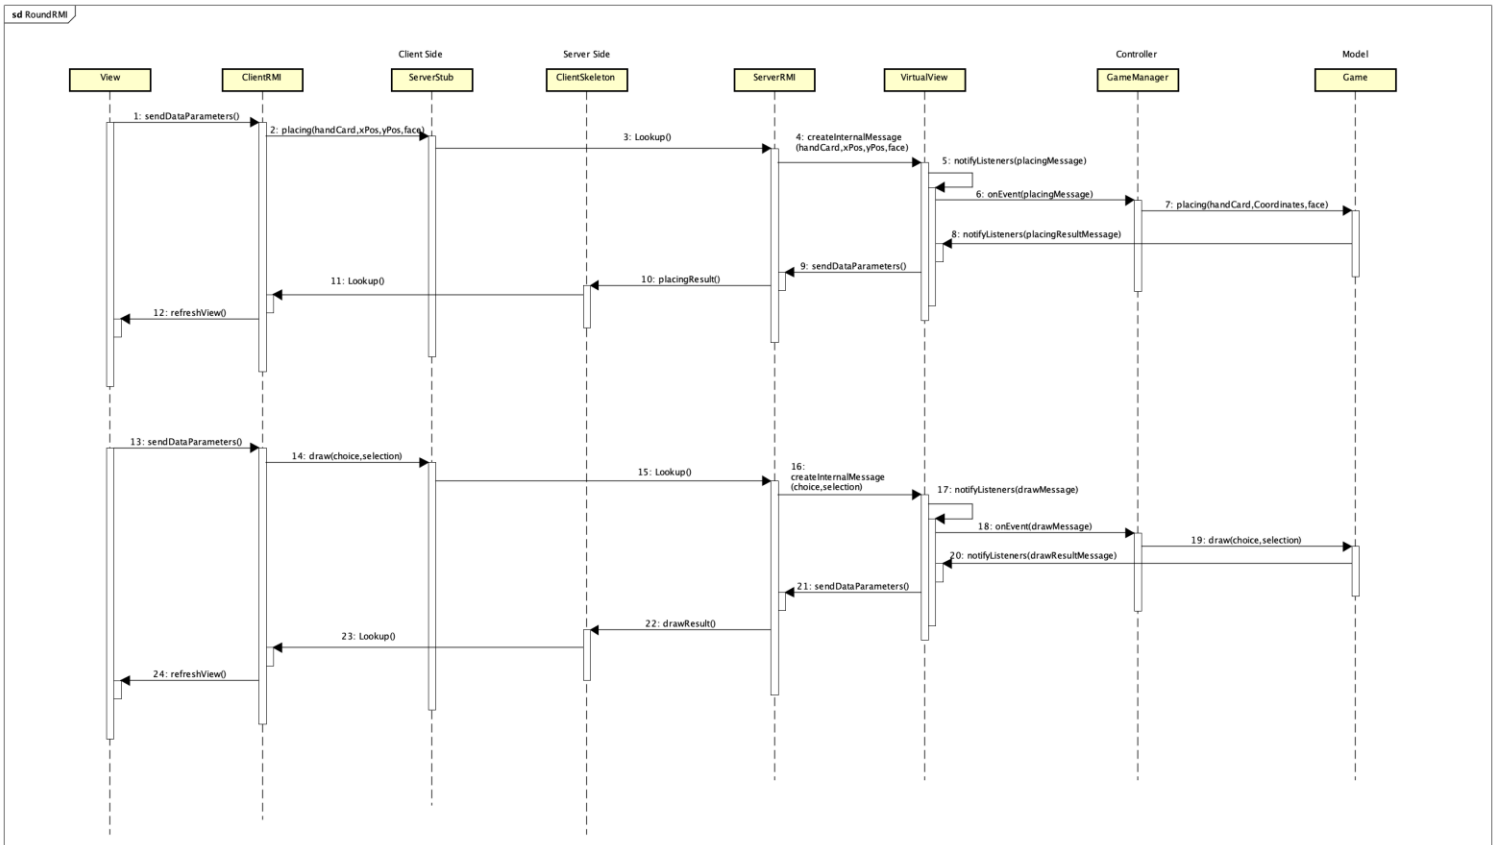 sd RoundRMI
Client Side
Server Side
Controller
Model
View
ClientRMI
ServerStub
ClientSkeleton
ServerRMI
VirtualView
GameManager
Game
1: sendDataParameters()
2: placing(handCard,xPos,yPos,face)
3: Lookup()
4: createInternalMessage
(handCard,xPos,yPos,face)
5: notifyListeners(placingMessage)
6: onEvent(placingMessage)
7: placing(handCard,Coordinates,face)
8: notifyListeners(placingResultMessage)
9: sendDataParameters()
10: placingResult()
11: Lookup()
12: refreshView()
13: sendDataParameters()
14: draw(choice,selection)
15: Lookup()
16:
createInternalMessage
(choice,selection)
17: notifyListeners(drawMessage)
18: onEvent(drawMessage)
19: draw(choice,selection)
20: notifyListeners(drawResultMessage)
21: sendDataParameters()
22: drawResult()
23: Lookup()
24: refreshView()